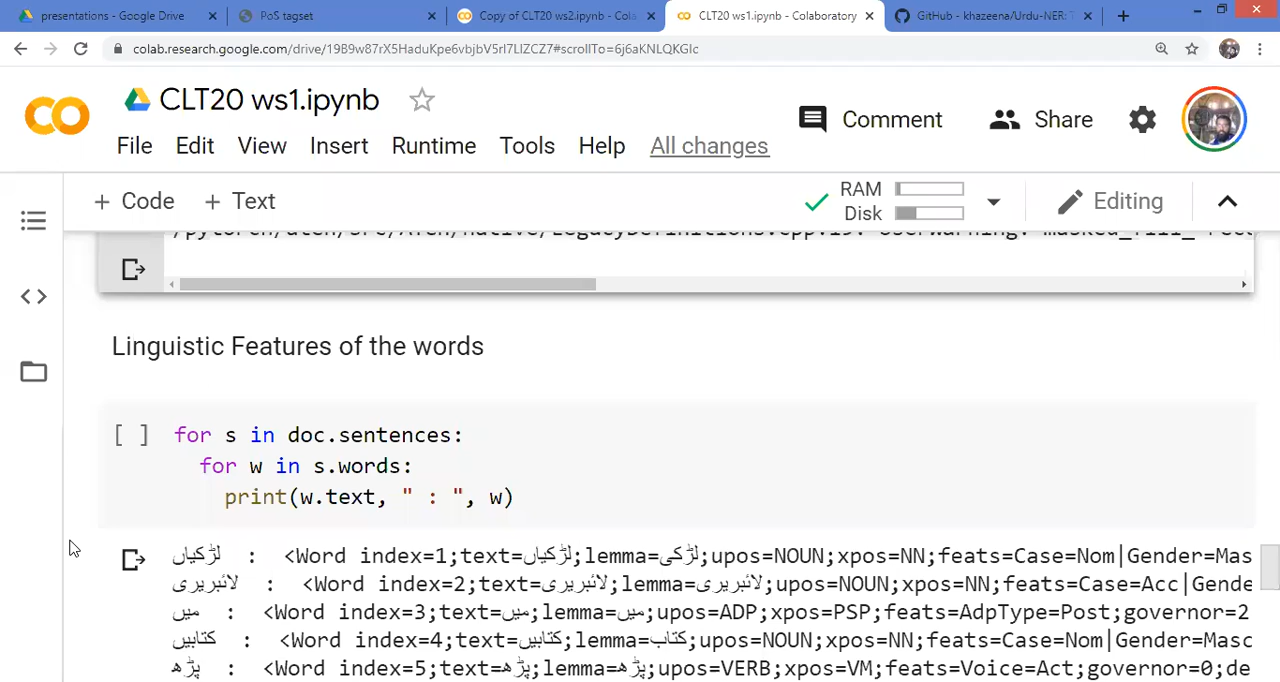 presentations - Google Drive
PoS tagset
Copy of CLT20 ws2.ipynb - Cola
CLT20 ws1.ipynb - Colaboratory
GitHub - khazeena/Urdu-NER: T
colab.research.google.com/drive/19B9w87rX5HaduKpe6vbjbV5rI7LIZCZ7#scrollTo=6j6aKNLQKGlc
CLT20 ws1.ipynb
Comment
Share
File Edit View Insert Runtime Tools Help All changes
+ Code + Text
RAM
Disk
Editing
Linguistic Features of the words
[ ] for s in doc.sentences:
for w in s.words:
print(w.text, " : ", w)
لڑکیاں : <Word index=1;text=لڑکیاں;lemma=لڑکی;upos=NOUN;xpos=NN;feats=Case=Nom|Gender=Mas
لائبریری : <Word index=2;text=لائبریری;lemma=لائبریری;upos=NOUN;xpos=NN;feats=Case=Acc|Gende
میں : <Word index=3;text=میں;lemma=میں;upos=ADP;xpos=PSP;feats=AdpType=Post;governor=2
کتابیں : <Word index=4;text=کتابیں;lemma=کتاب;upos=NOUN;xpos=NN;feats=Case=Nom|Gender=Masc
پڑھ : <Word index=5;text=پڑھ;lemma=پڑھ;upos=VERB;xpos=VM;feats=Voice=Act;governor=0;de